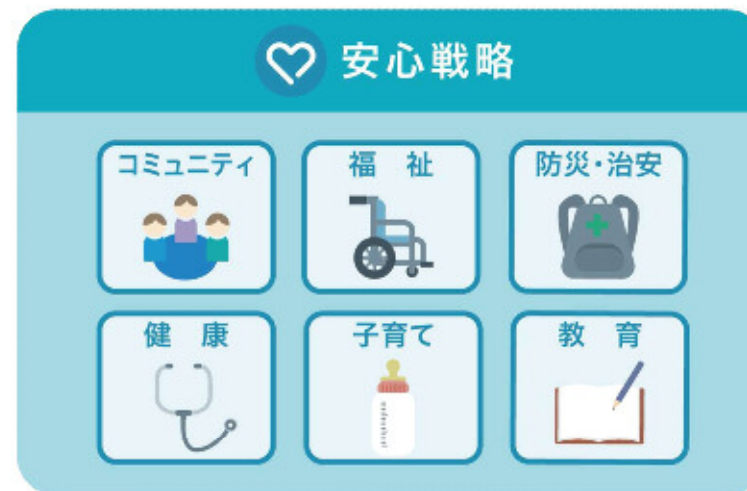 安心戦略
コミュニティ
福 祉
防災・治安
健 康
子育て
教 育